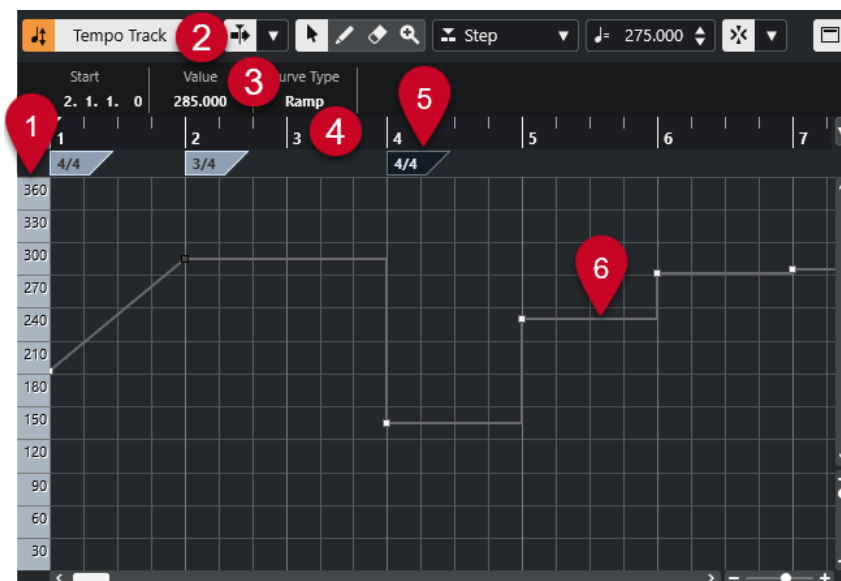 Tempo Track 2 Step 275.000
Start Value 3 urve Type 5
2. 1. 1. 0 285.000 Ramp
1 4
1 2 3 4 5 6 7
4/4 3/4 4/4
360
330
300
6
270
240
210
180
150
120
90
60
30